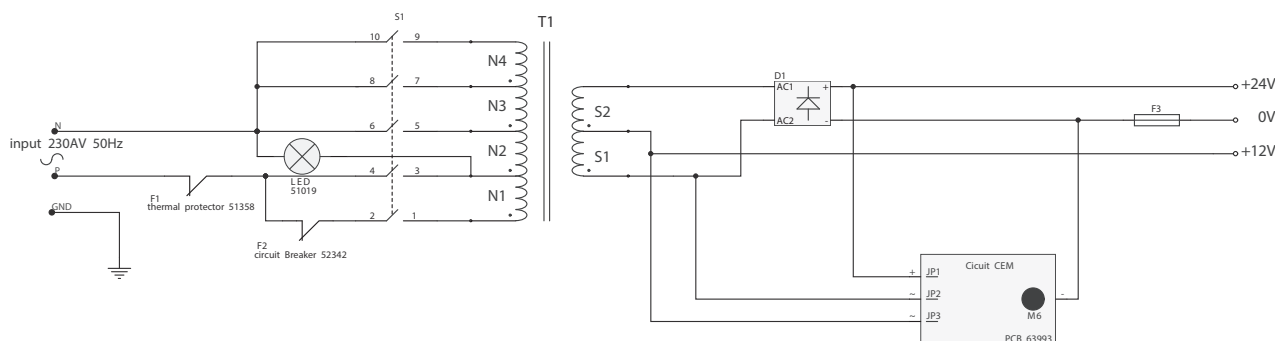 S1
T1
10 9
N4
8 7
N3
N 6 5
input 230AV 50Hz
N2
P 4 3
LED
51019
F1
thermal protector 51358
N1
GND
2 1
F2
circuit Breaker 52342
S2
S1
D1
AC1 +
AC2 -
+24V
F3
0V
+12V
Cicuit CEM
+ JP1
~ JP2
-
~ JP3
M6
PCB 63993